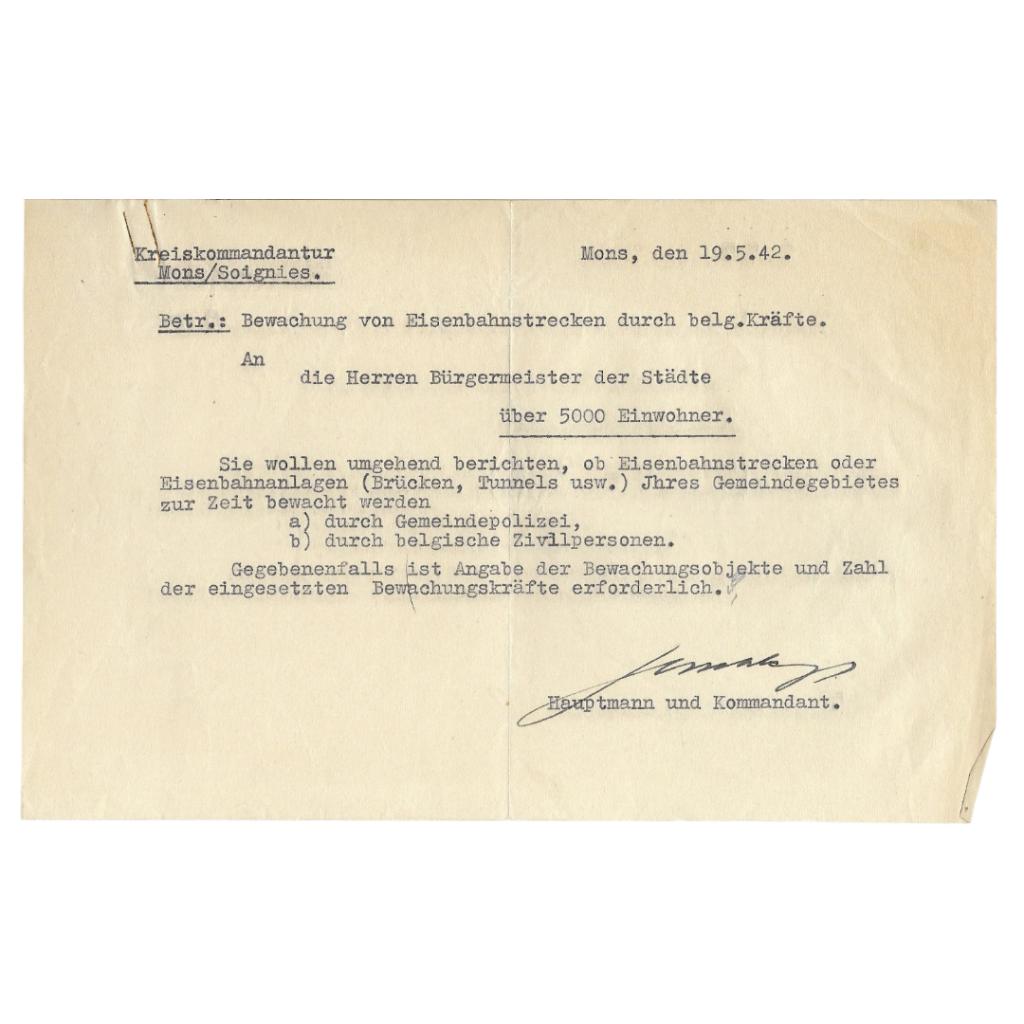 Kreiskommandantur
Mons/Soignies.
Mons, den 19.5.42.
Betr.: Bewachung von Eisenbahnstrecken durch belg.Kräfte.
An
die Herren Bürgermeister der Städte
über 5000 Einwohner.
Sie wollen umgehend berichten, ob Eisenbahnstrecken oder
Eisenbahnanlagen (Brücken, Tunnels usw.) Jhres Gemeindegebietes
zur Zeit bewacht werden
a) durch Gemeindepolizei,
b) durch belgische Zivilpersonen.
Gegebenenfalls ist Angabe der Bewachungsobjekte und Zahl
der eingesetzten Bewachungskräfte erforderlich.
Hauptmann und Kommandant.